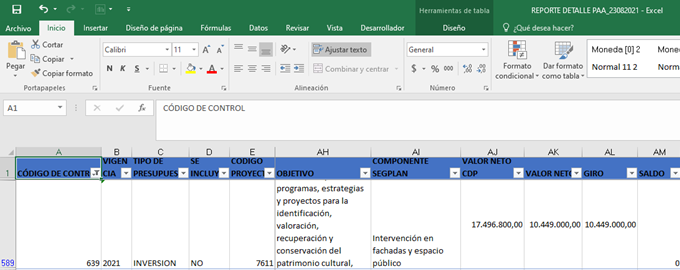 Herramientas de tabla
REPORTE DETALLE PAA_23082021 - Excel
Archivo Inicio Insertar Diseño de página Fórmulas Datos Revisar Vista Desarrollador Diseño ¿Qué desea hacer?
Pegar
Cortar
Copiar
Copiar formato
Portapapeles
Calibri 11
N K S
Fuente
Ajustar texto
Combinar y centrar
Alineación
General
$ % 000
Número
Formato condicional
Dar formato como tabla
Moneda [0] 2 Moned
Normal 11 2 Norma
A1 fx CÓDIGO DE CONTROL
A B C D E AH AI AJ AK AL AM
VIGEN TIPO DE SE CODIGO COMPONENTE VALOR NETO
1 CÓDIGO DE CONTR CIA PRESUPUES INCLUY PROYECT OBJETIVO SEGPLAN CDP VALOR NETO GIRO SALDO
programas, estrategias
y proyectos para la
identificación,
valoración,
recuperación y
conservación del
patrimonio cultural,
Intervención en
fachadas y espacio
público
17.496.800,00 10.449.000,00 10.449.000,00
589 639 2021 INVERSION NO 7611 0